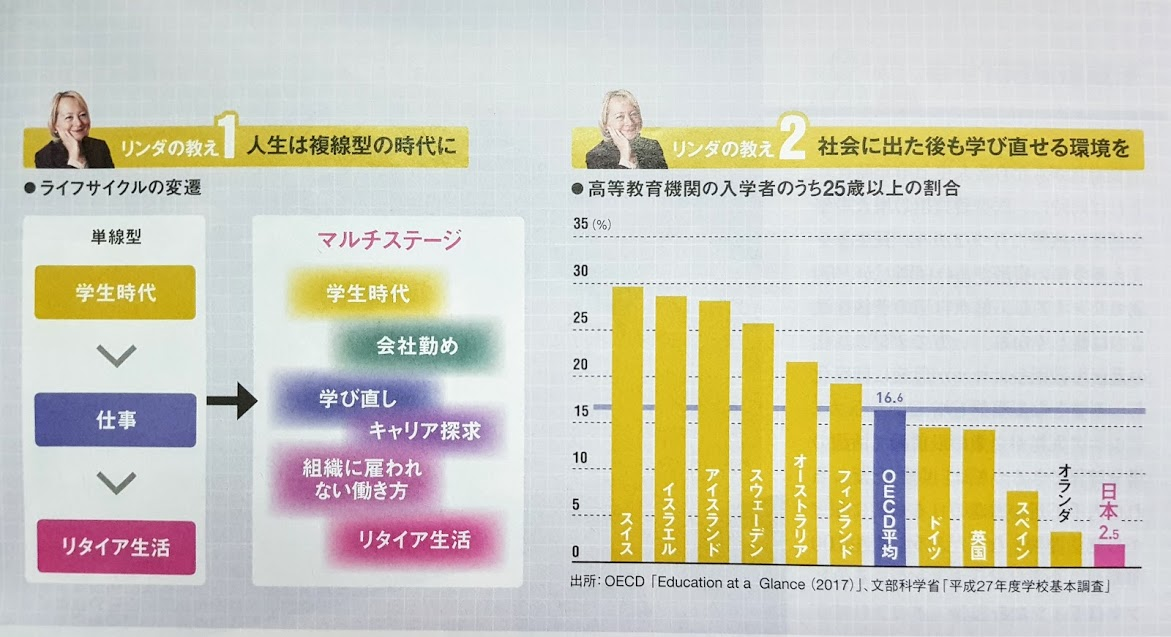 リンダの教え 1 人生は複線型の時代に
●ライフサイクルの変遷
単線型
学生時代
仕事
リタイア生活
マルチステージ
学生時代
会社勤め
学び直し
キャリア探求
組織に雇われ
ない働き方
リタイア生活
リンダの教え 2 社会に出た後も学び直せる環境を
●高等教育機関の入学者のうち25歳以上の割合
35(%)
30
25
20
15
10
5
0
スイス
イスラエル
アイスランド
スウェーデン
オーストラリア
フィンランド
16.6
OECD平均
ドイツ
英国
スペイン
オランダ
日本
2.5
出所:OECD「Education at a Glance(2017)」、文部科学省「平成27年度学校基本調査」